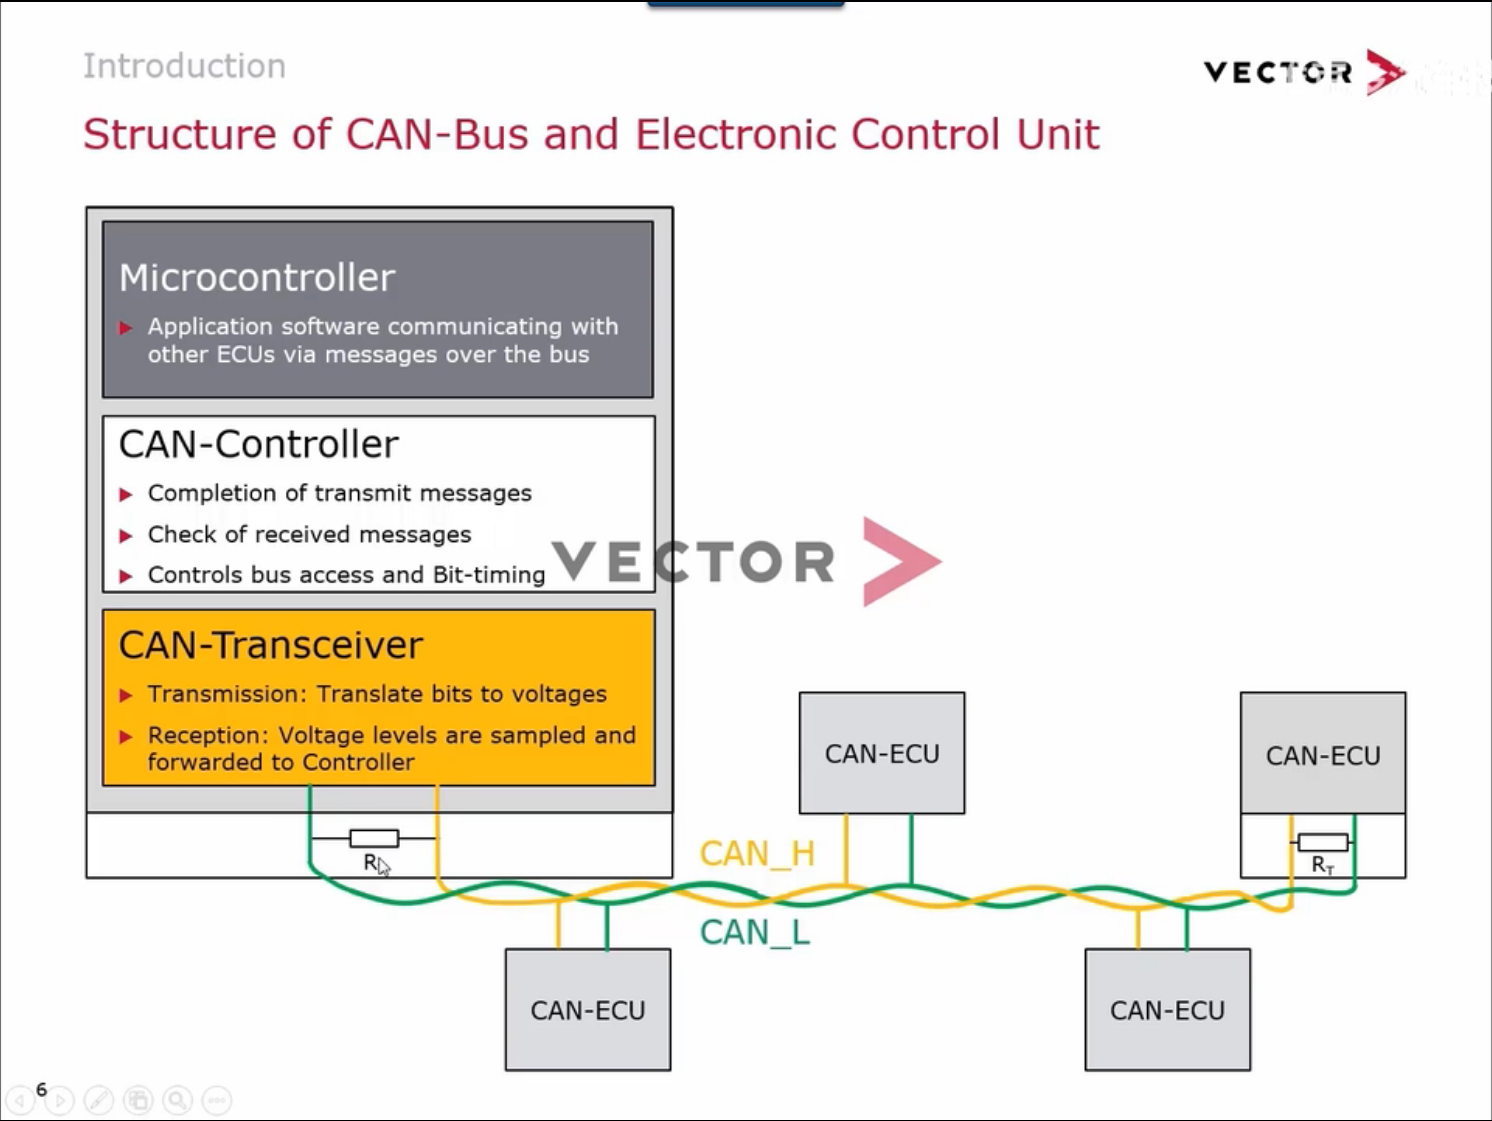 Introduction
VECTOR
Structure of CAN-Bus and Electronic Control Unit
Microcontroller
Application software communicating with
other ECUs via messages over the bus
CAN-Controller
Completion of transmit messages
Check of received messages
Controls bus access and Bit-timing
VECTOR
CAN-Transceiver
Transmission: Translate bits to voltages
Reception: Voltage levels are sampled and
forwarded to Controller
CAN-ECU
CAN-ECU
R
CAN_H
RT
CAN_L
CAN-ECU
CAN-ECU
6